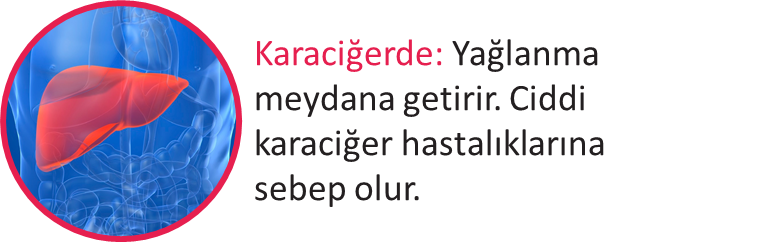 Karaciğerde: Yağlanma
meydana getirir. Ciddi
karaciğer hastalıklarına
sebep olur.